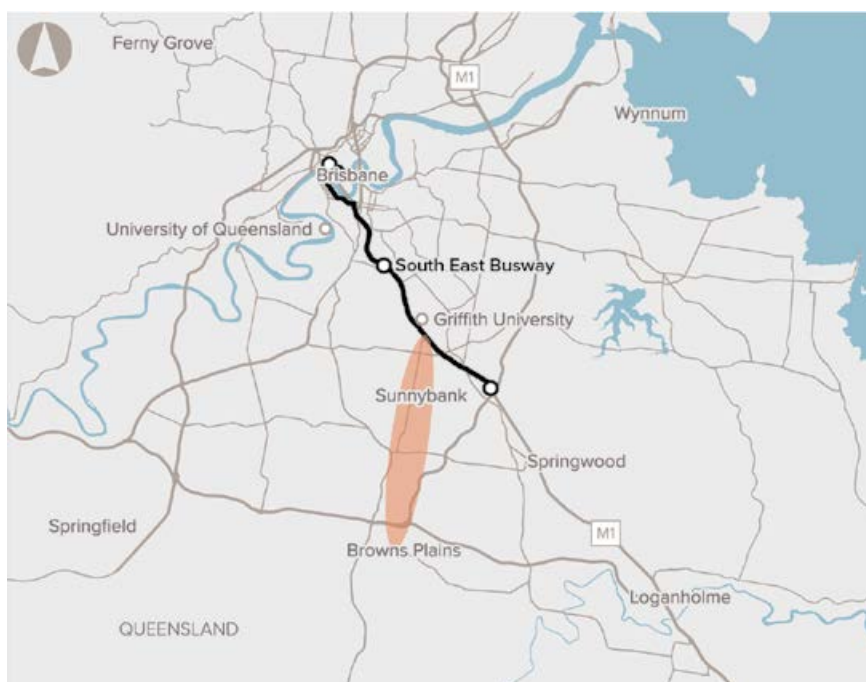 Ferny Grove
M1
Wynnum
Brisbane
University of Queensland
South East Busway
Griffith University
Sunnybank
Springwood
Springfield
M1
Browns Plains
Loganholme
QUEENSLAND